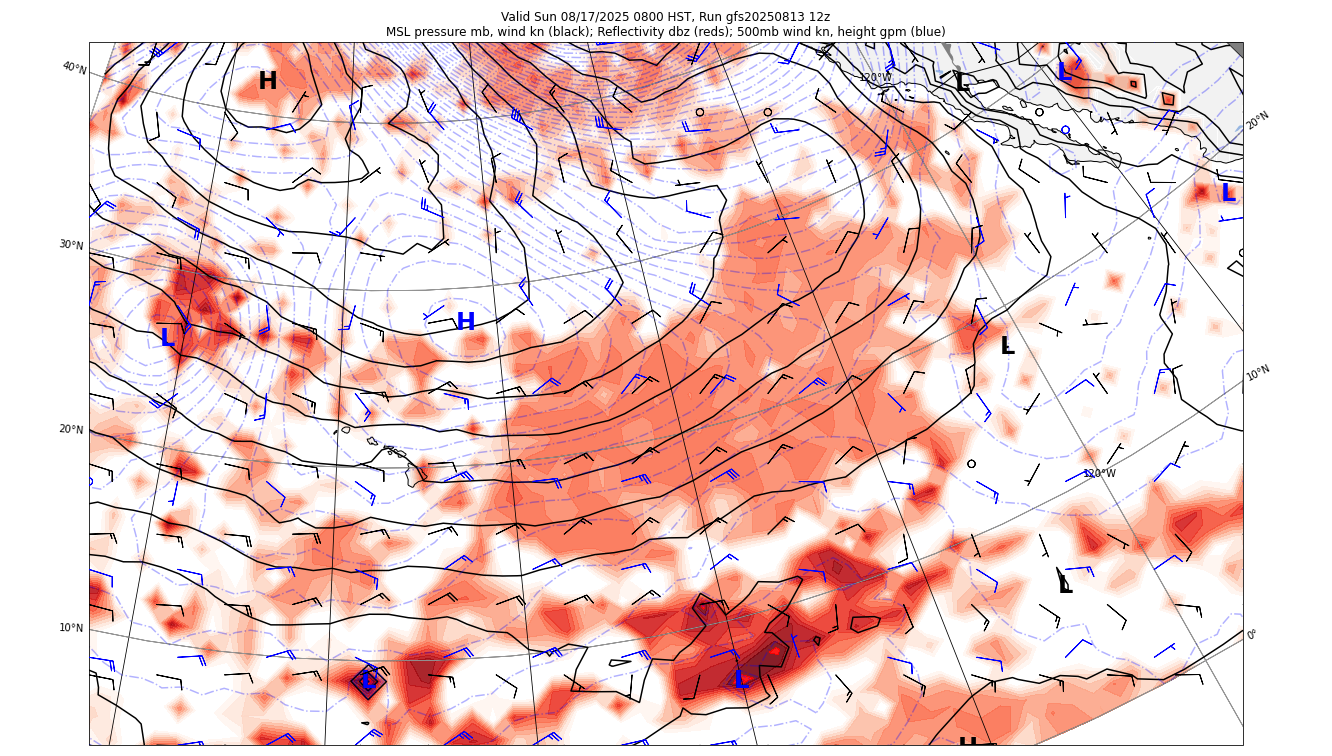 Valid Sun 08/17/2025 0800 HST, Run gfs20250813 12z
MSL pressure mb, wind kn (black); Reflectivity dbz (reds); 500mb wind kn, height gpm (blue)
40°N
H
120°W
L
L
20°N
L
30°N
L
H
L
10°N
20°N
120°W
L
10°N
0°
L
L
H